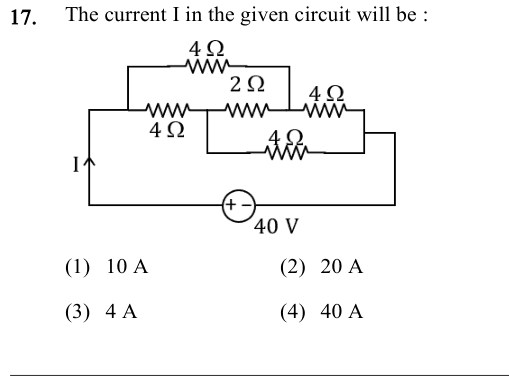 17. The current I in the given circuit will be :
4 Ω
2 Ω
4 Ω
4 Ω
4 Ω
I
+ −
40 V
(1) 10 A (2) 20 A
(3) 4 A (4) 40 A